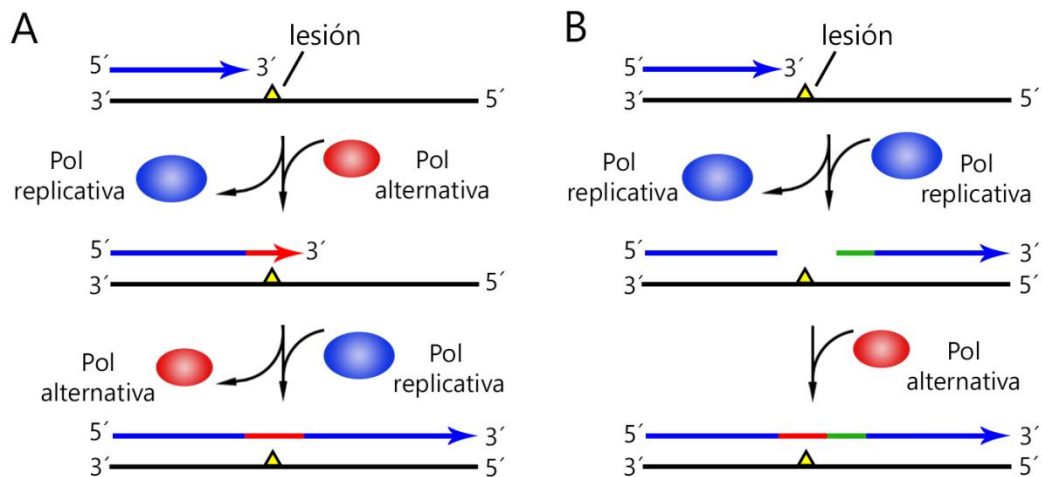 A
lesión
5´
3´
3´
5´
Pol
replicativa
Pol
alternativa
5´
3´
3´
5´
Pol
alternativa
Pol
replicativa
5´
3´
3´
5´
B
lesión
5´
3´
3´
5´
Pol
replicativa
Pol
replicativa
5´
3´
3´
5´
Pol
alternativa
5´
3´
3´
5´